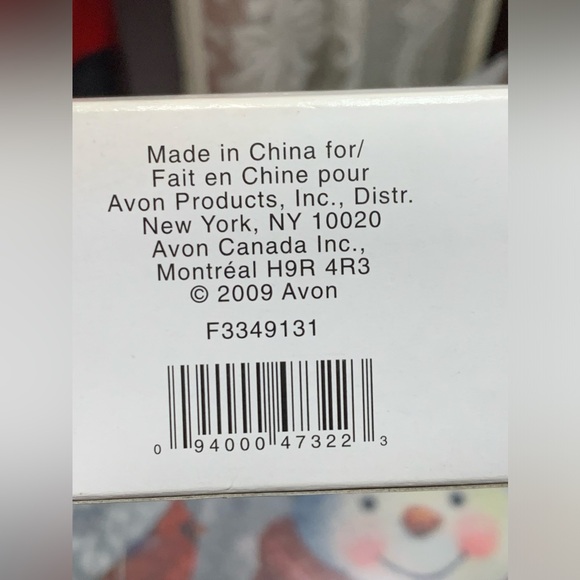 Made in China for/
Fait en Chine pour
Avon Products, Inc., Distr.
New York, NY 10020
Avon Canada Inc.,
Montréal H9R 4R3
© 2009 Avon
F3349131
0 94000 47322 3